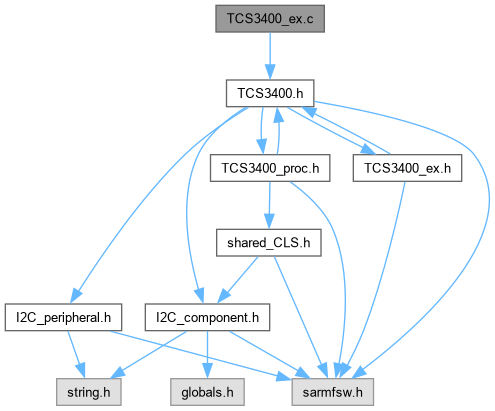 TCS3400_ex.c
TCS3400.h
TCS3400_proc.h
TCS3400_ex.h
shared_CLS.h
I2C_peripheral.h
I2C_component.h
string.h
globals.h
sarmfsw.h